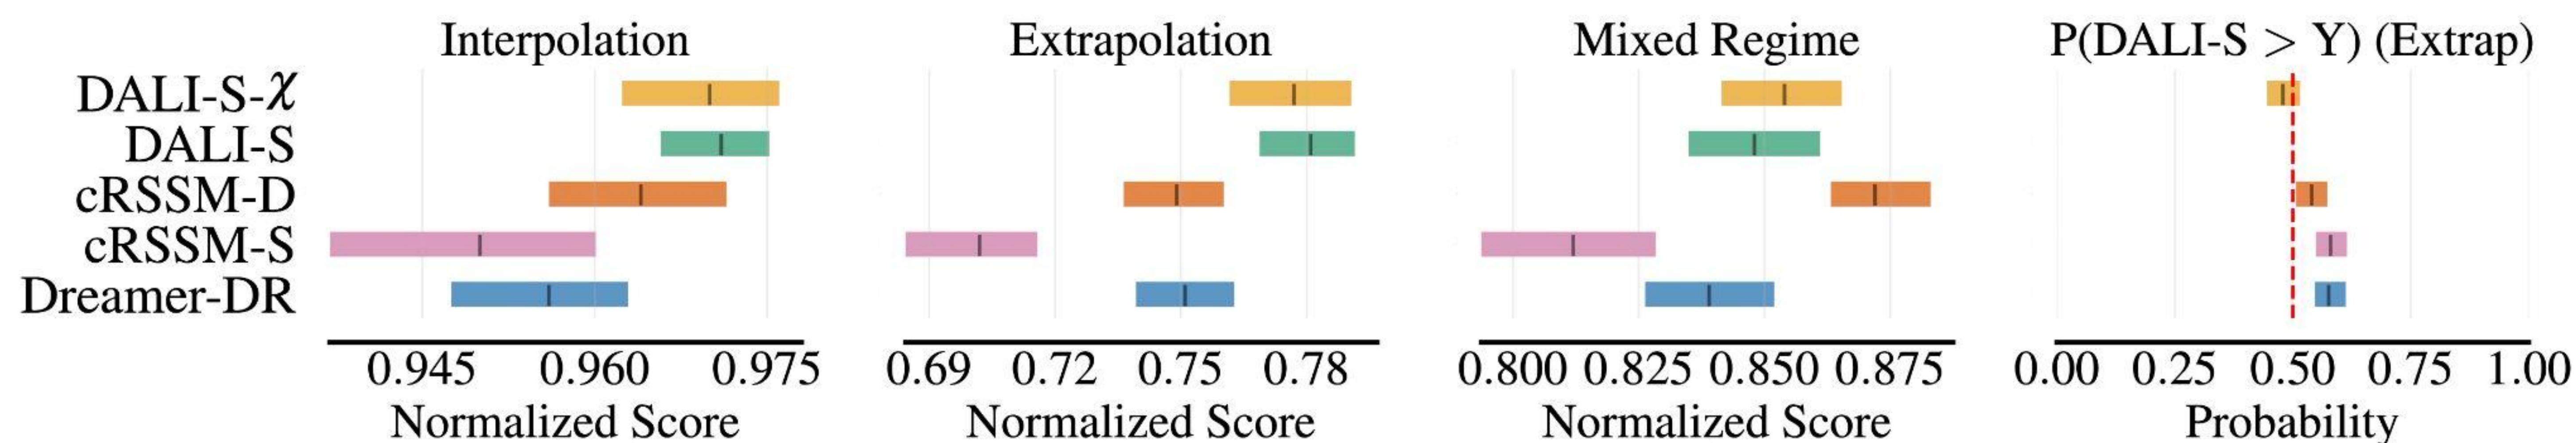 Interpolation Extrapolation Mixed Regime P(DALI-S > Y) (Extrap)
DALI-S-χ
DALI-S
cRSSM-D
cRSSM-S
Dreamer-DR
0.945 0.960 0.975 0.69 0.72 0.75 0.78 0.800 0.825 0.850 0.875 0.00 0.25 0.50 0.75 1.00
Normalized Score Normalized Score Normalized Score Probability